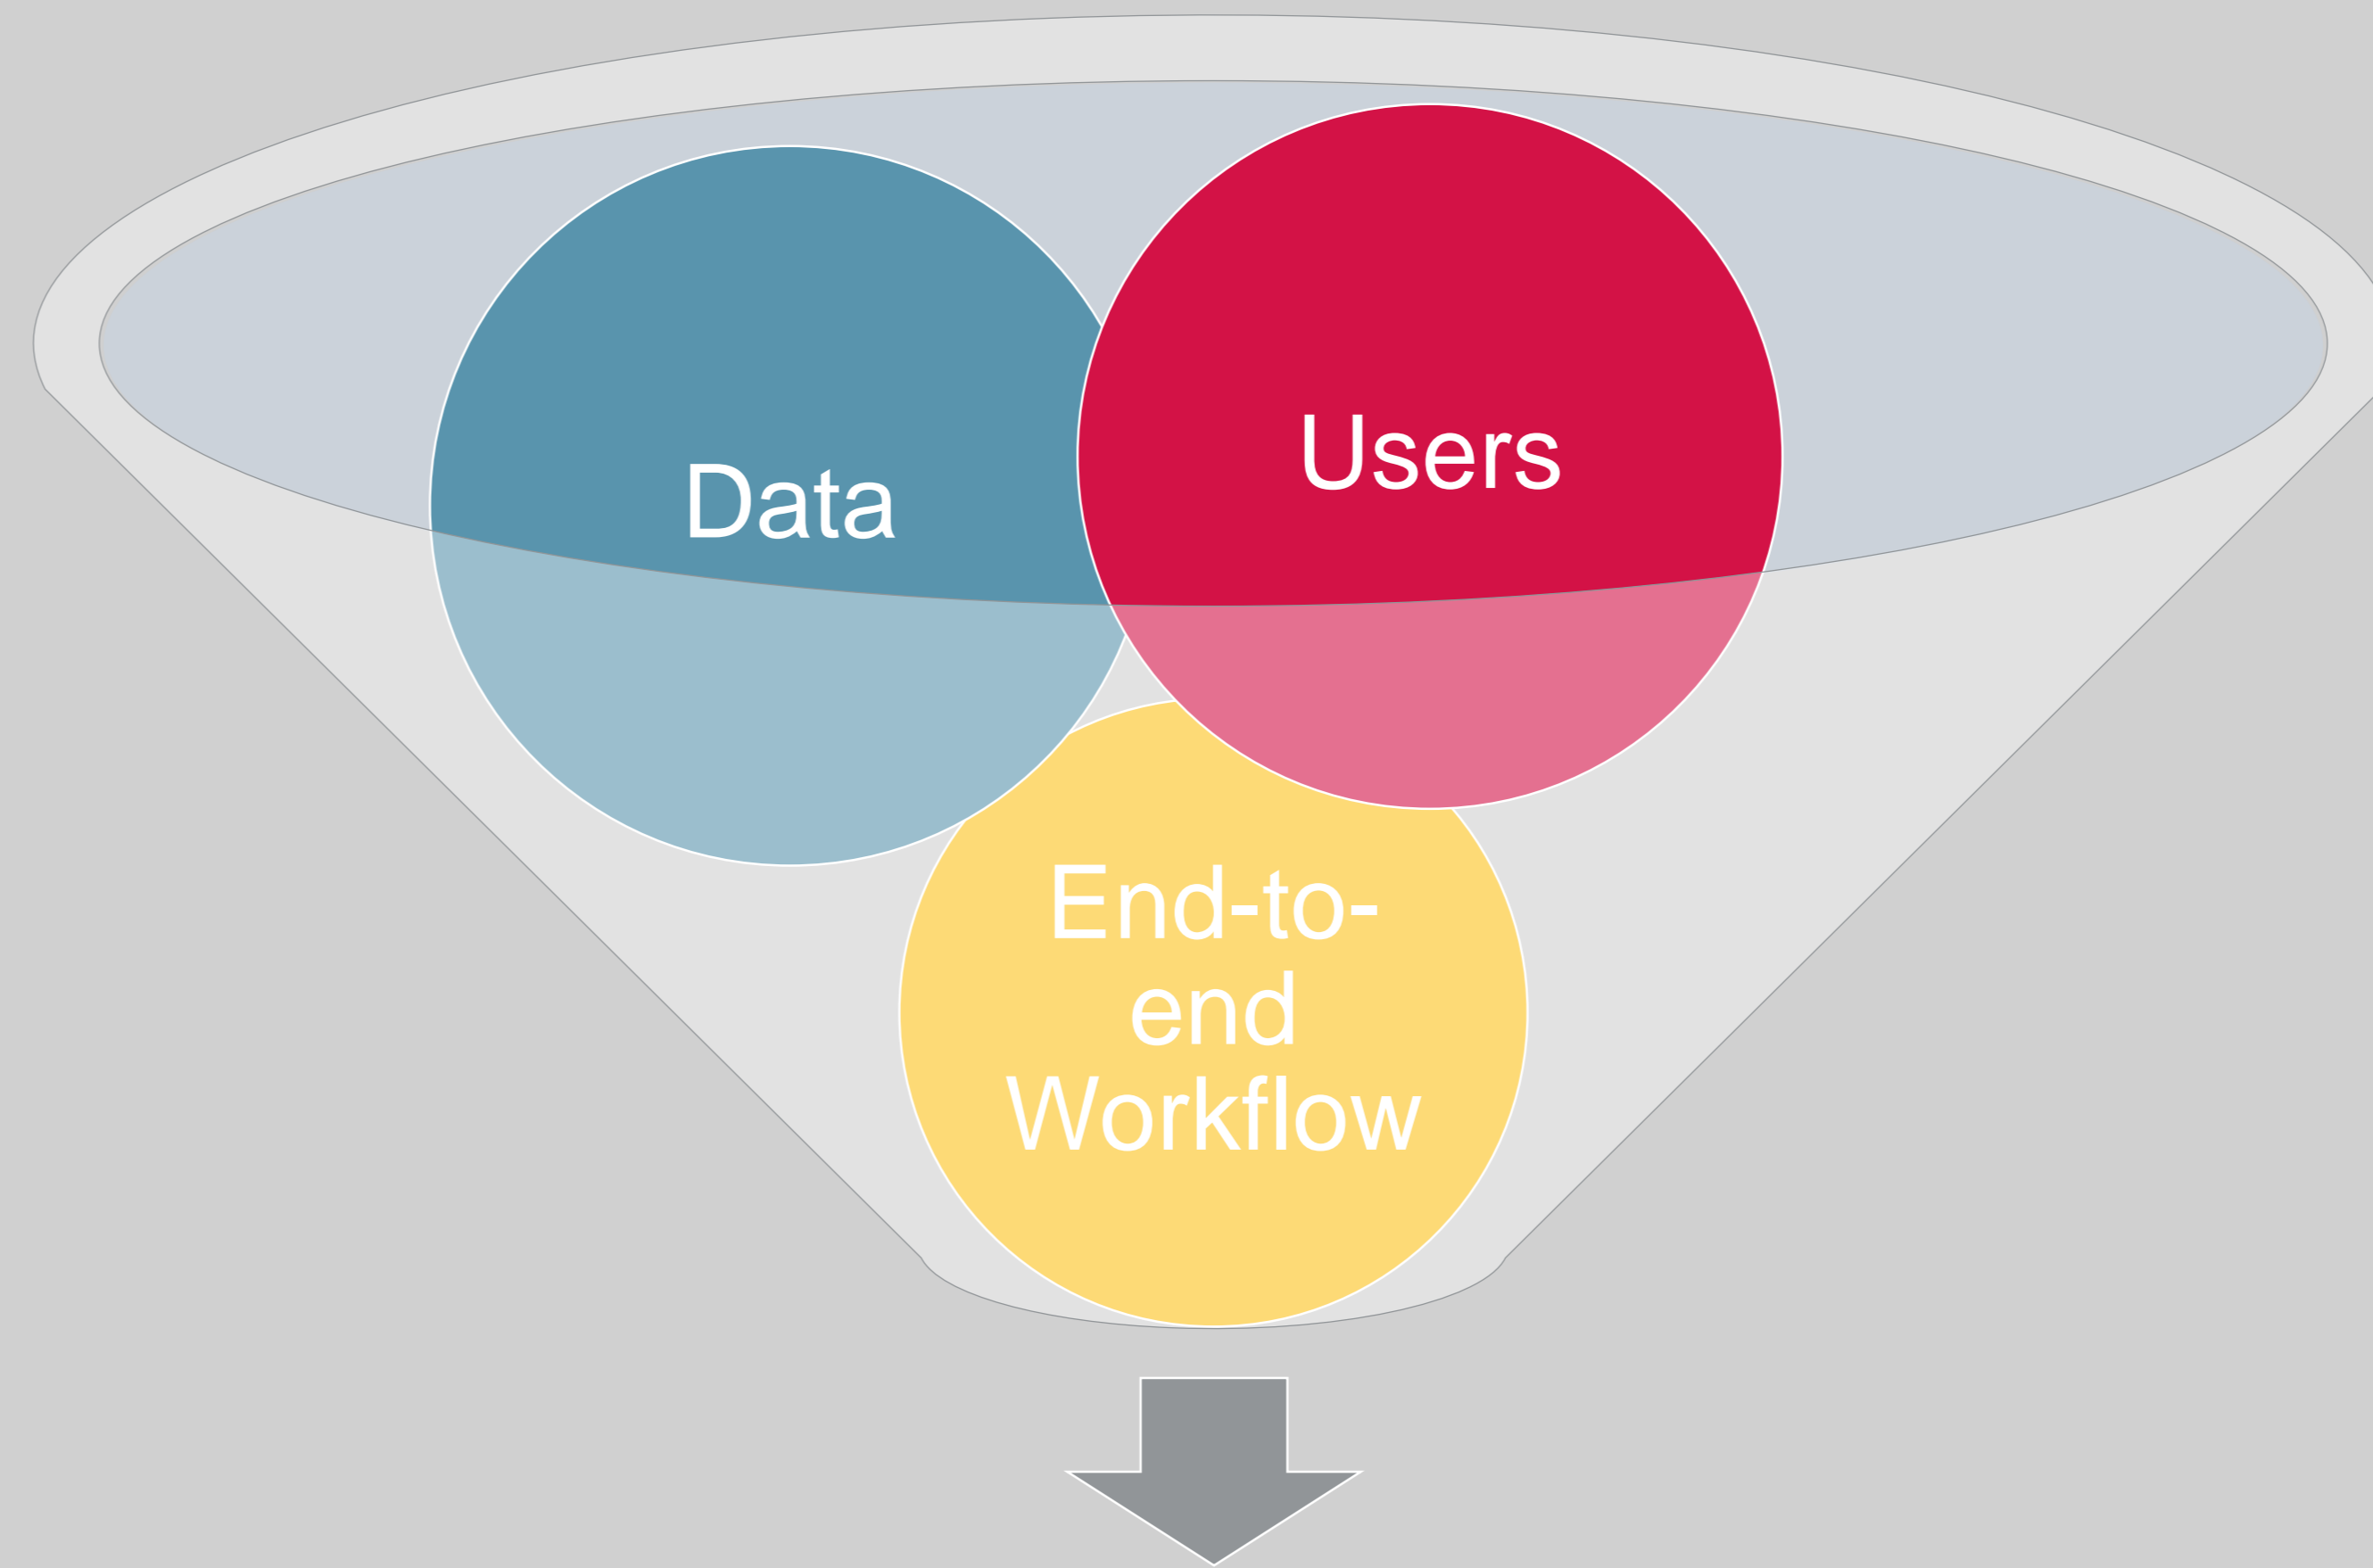 Data
Users
End-to-
end
Workflow